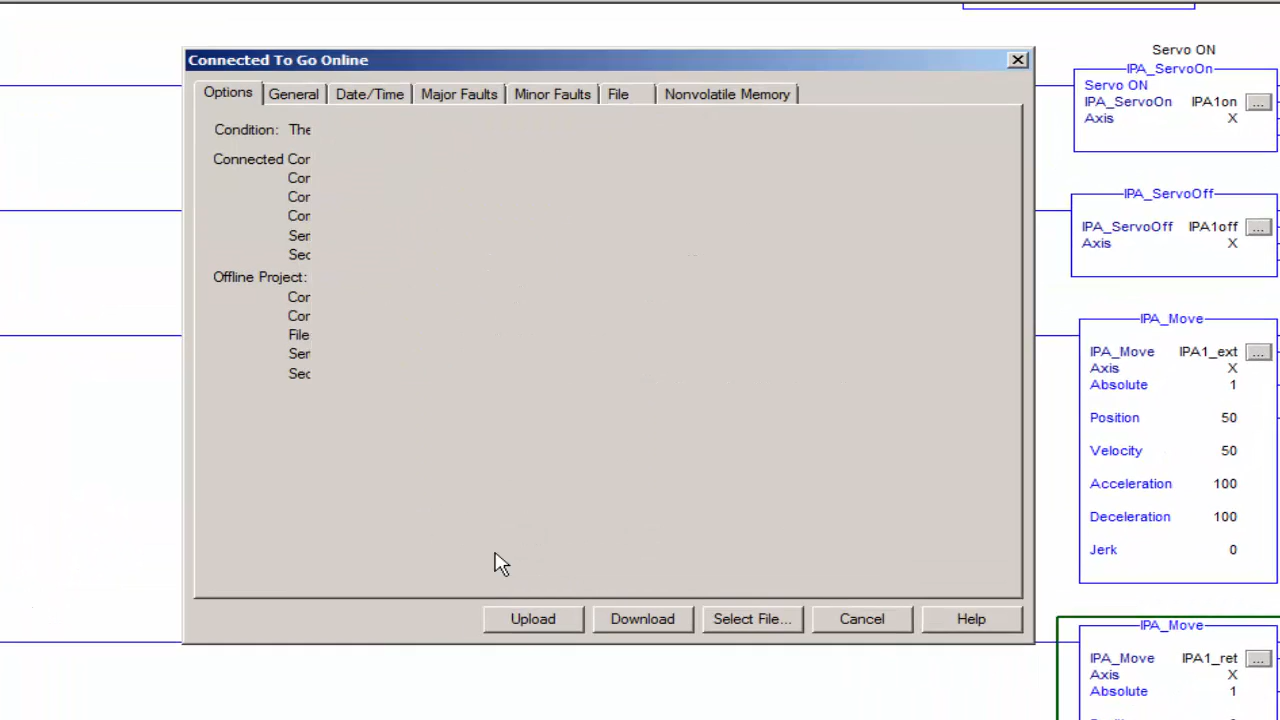 Connected To Go Online
Options General Date/Time Major Faults Minor Faults File Nonvolatile Memory
Condition: The
Connected Cor
Cor
Cor
Cor
Ser
Sec
Offline Project:
Cor
Cor
File
Ser
Sec
Upload Download Select File... Cancel Help
Servo ON
IPA_ServoOn
Servo ON
IPA_ServoOn IPA1on ...
Axis X
IPA_ServoOff
IPA_ServoOff IPA1off ...
Axis X
IPA_Move
IPA_Move IPA1_ext ...
Axis X
Absolute 1
Position 50
Velocity 50
Acceleration 100
Deceleration 100
Jerk 0
IPA_Move
IPA_Move IPA1_ret ...
Axis X
Absolute 1